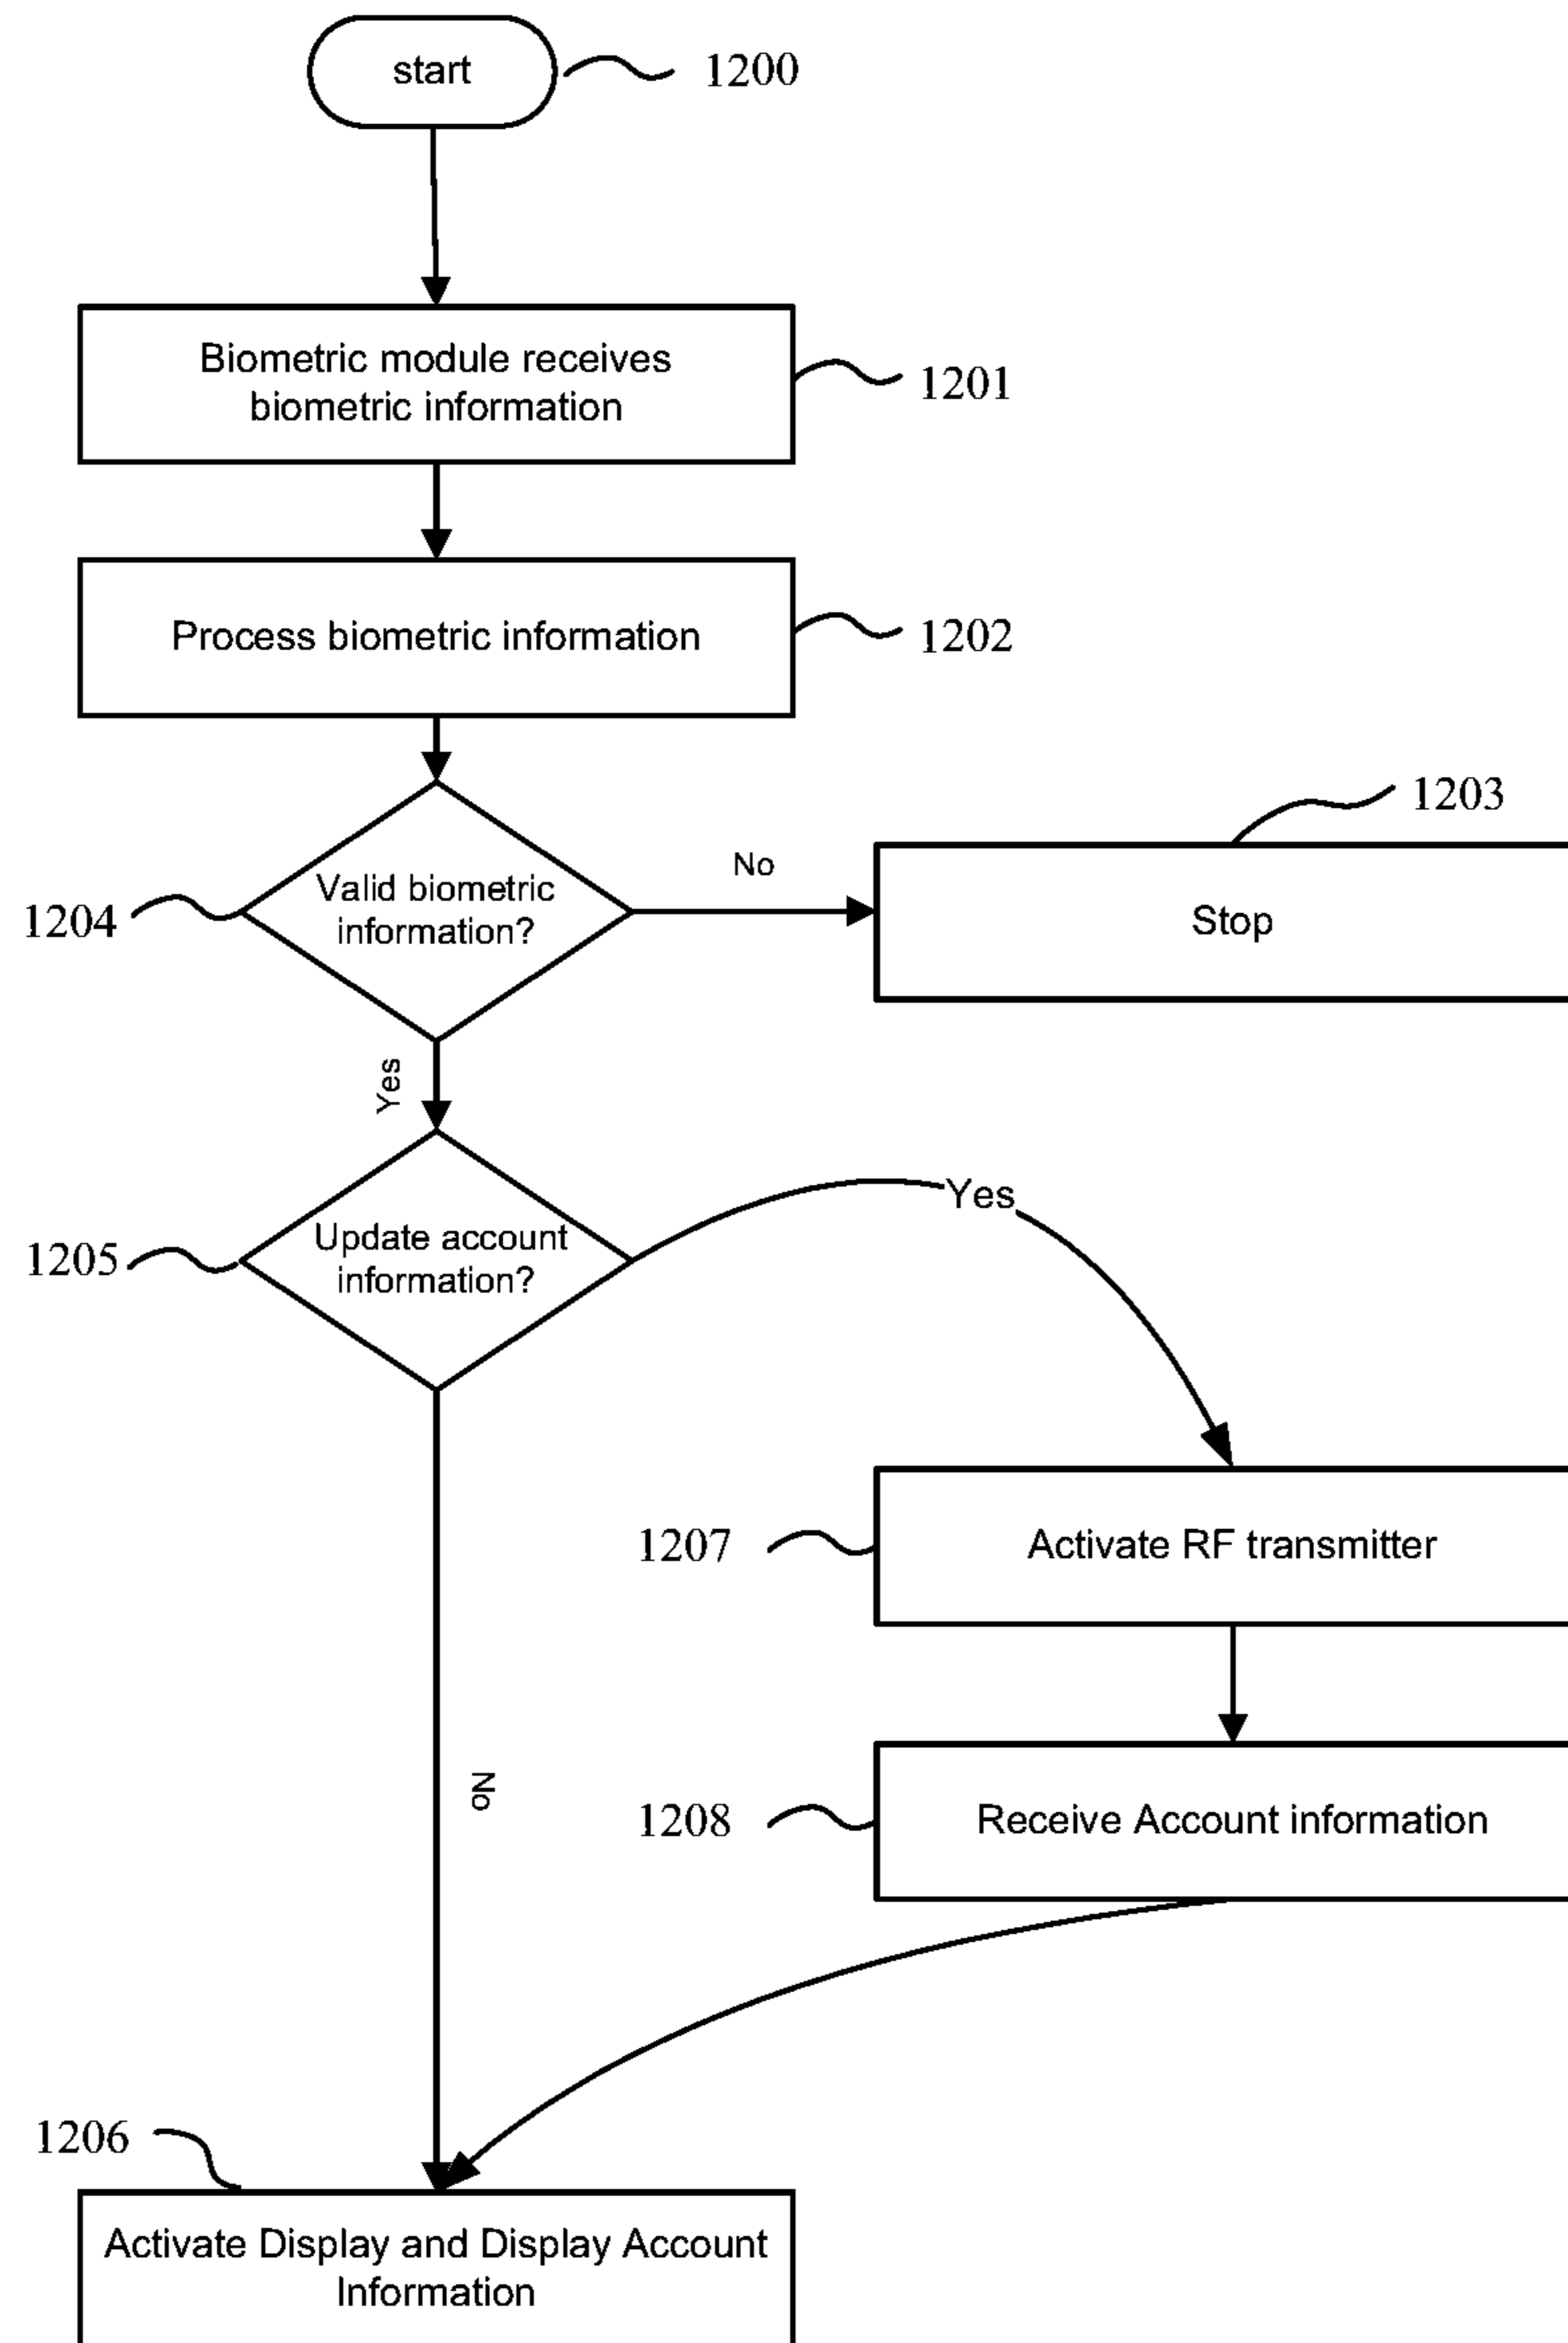 start
1200
Biometric module receives
biometric information
1201
Process biometric information
1202
1203
Valid biometric
information?
1204
No
Stop
Yes
Yes
Update account
information?
1205
Activate RF transmitter
1207
No
Receive Account information
1208
1206
Activate Display and Display Account
Information